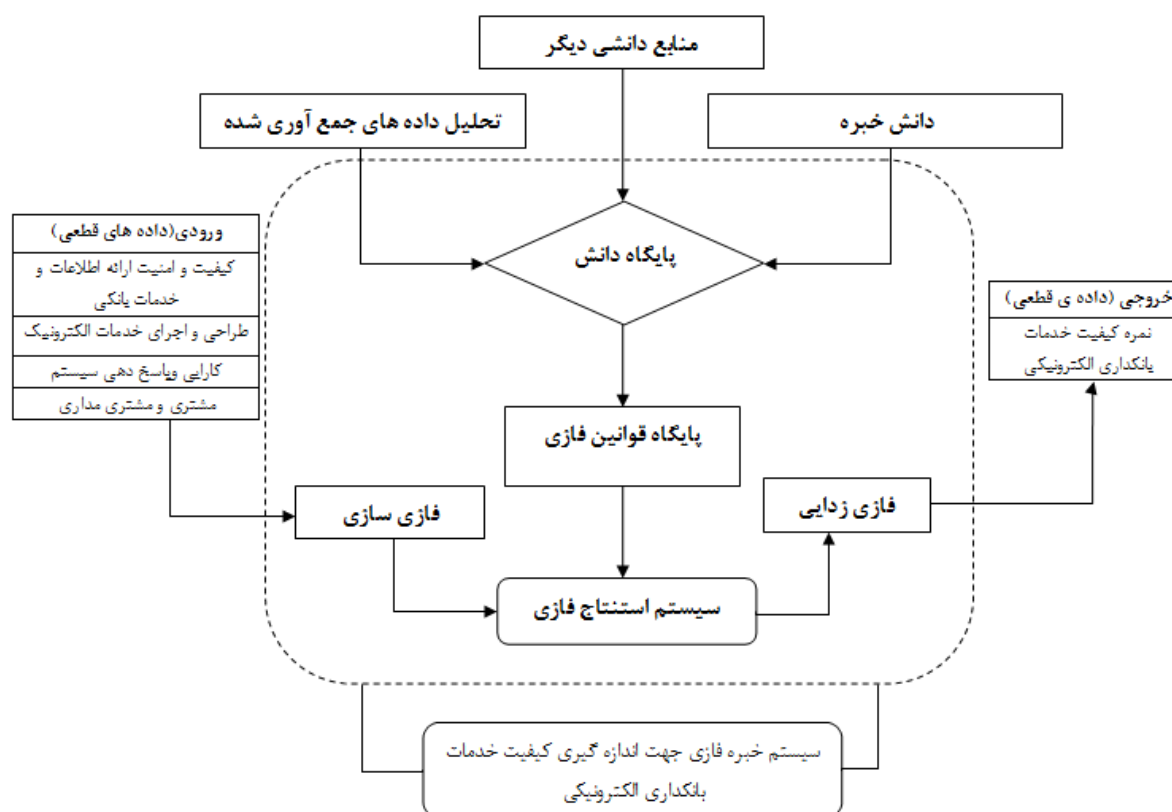 منابع دانشی دیگر
دانش خبره
تحلیل داده های جمع آوری شده
پایگاه دانش
ورودی(داده های قطعی)
کیفیت و امنیت ارائه اطلاعات و
خدمات یانکی
طراحی و اجرای خدمات الکترونیک
کارایی وپاسخ دهی سیستم
مشتری و مشتری مداری
خروجی (داده ی قطعی)
نمره کیفیت خدمات
یانکداری الکترونیکی
پایگاه قوانین فازی
فازی سازی
فازی زدایی
سیستم استنتاج فازی
سیستم خبره فازی جهت اندازه گیری کیفیت خدمات
بانکداری الکترونیکی